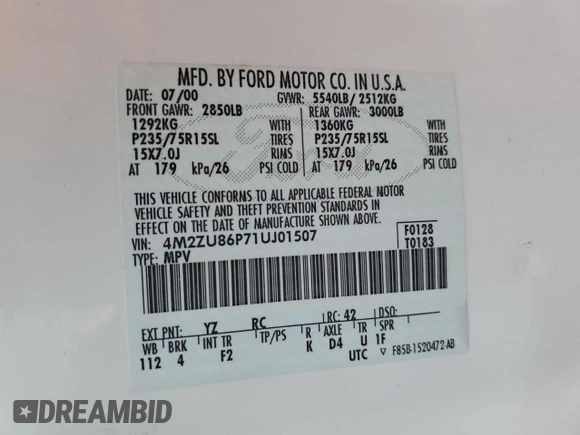 MFD. BY FORD MOTOR CO. IN U.S.A.
DATE: 07/00 GVWR: 5540LB/ 2512KG
FRONT GAWR: 2850LB REAR GAWR: 3000LB
1292KG WITH 1360KG WITH
P235/75R15SL TIRES P235/75R15SL TIRES
15X7.0J RIMS 15X7.0J RIMS
AT 179 kPa/26 PSI COLD AT 179 kPa/26 PSI COLD
THIS VEHICLE CONFORMS TO ALL APPLICABLE FEDERAL MOTOR
VEHICLE SAFETY AND THEFT PREVENTION STANDARDS IN
EFFECT ON THE DATE OF MANUFACTURE SHOWN ABOVE.
VIN: 4M2ZU86P71UJ01507 F0128
TYPE: MPV T0183
EXT PNT: YZ RC RC: 42 DSO:
WB BRK INT TR TP/PS R AXLE TR SPR
112 4 F2 K D4 U 1F
UTC ▽ F85B-1520472-AB
DREAMBID